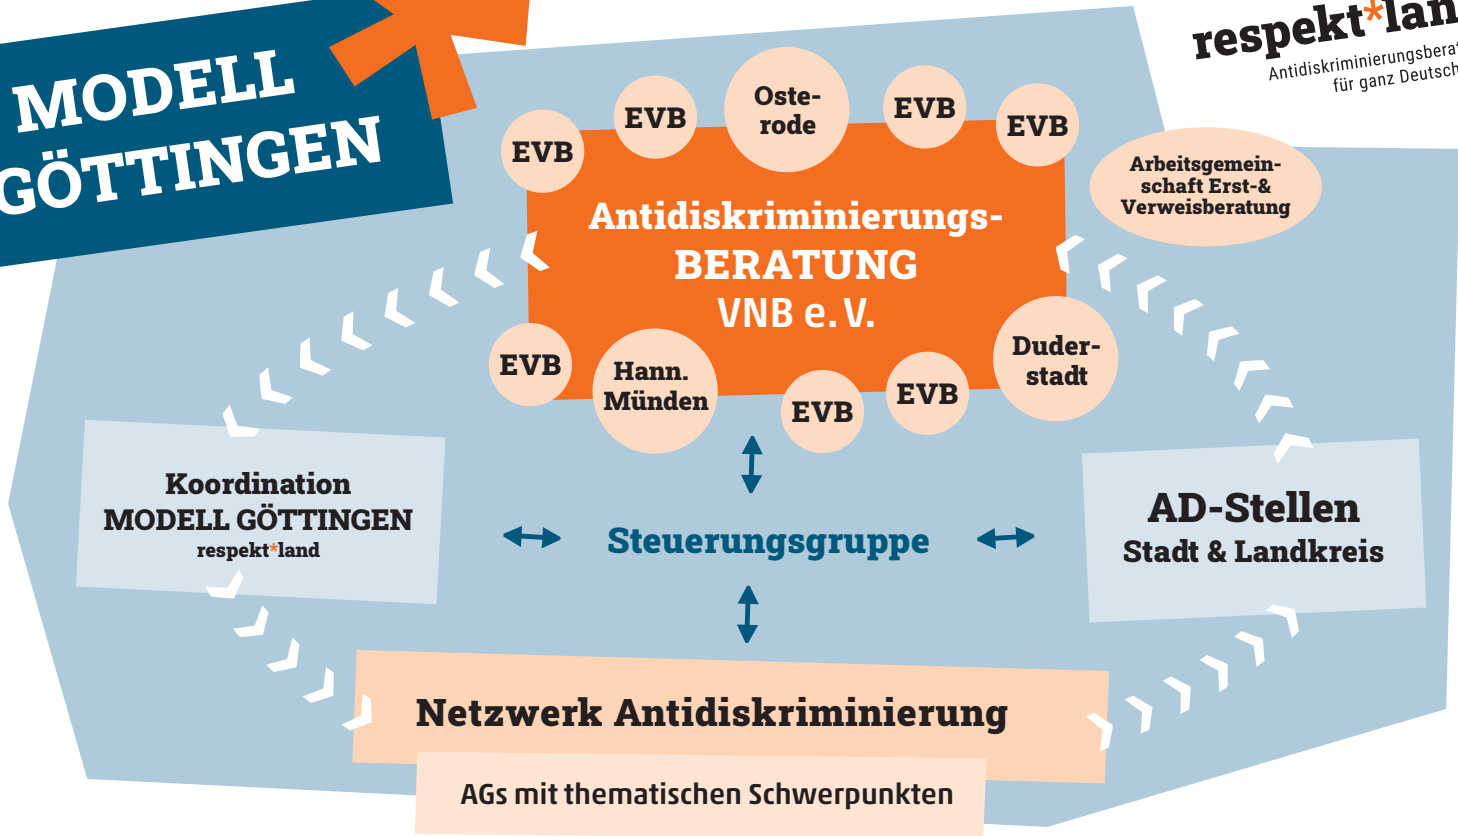 MODELL
GÖTTINGEN
respekt*lan
Antidiskriminierungsberat
für ganz Deutsch
EVB
EVB
Oste-
rode
EVB
EVB
Arbeitsgemein-
schaft Erst-&
Verweisberatung
Antidiskriminierungs-
BERATUNG
VNB e. V.
EVB
Hann.
Münden
EVB
EVB
Duder-
stadt
Koordination
MODELL GÖTTINGEN
respekt*land
Steuerungsgruppe
AD-Stellen
Stadt & Landkreis
Netzwerk Antidiskriminierung
AGs mit thematischen Schwerpunkten